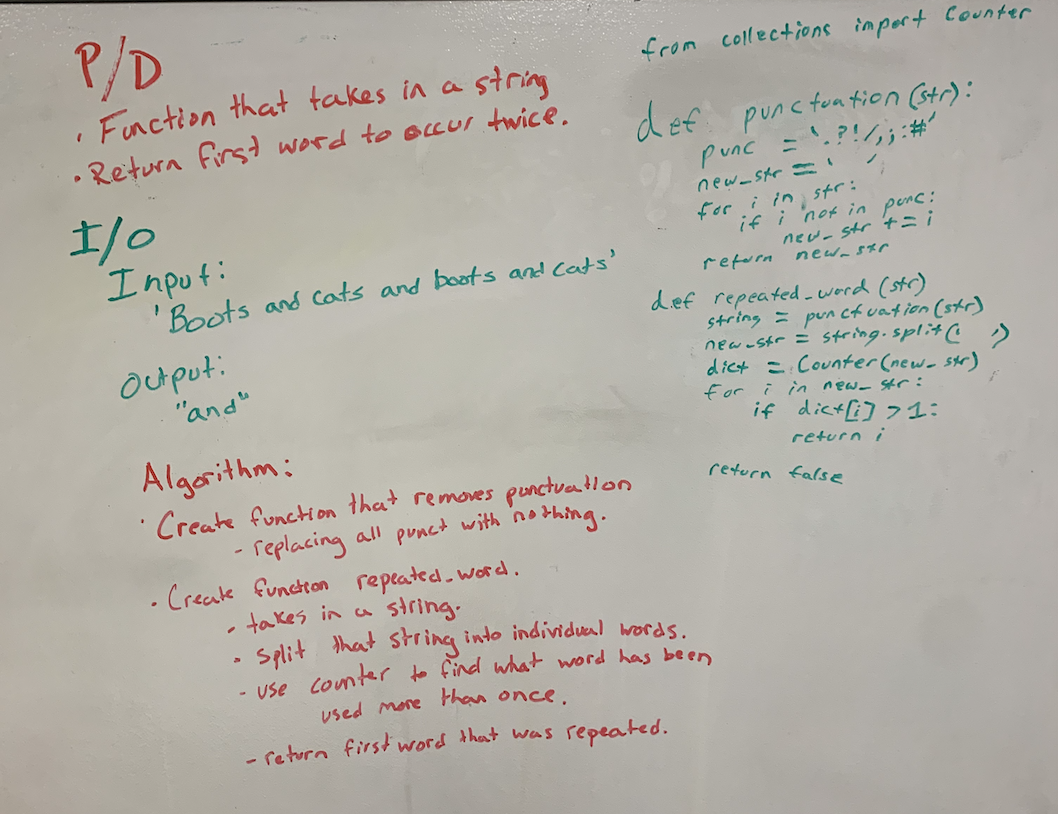 P/D
· Function that takes in a string
· Return first word to occur twice.
I/O
Input:
'Boots and cats and boots and cats'
Output:
"and"
Algorithm:
· Create function that removes punctuation
- replacing all punct with nothing.
· Create function repeated_word.
- takes in a string.
· Split that string into individual words.
- use counter to find what word has been
used more than once.
- return first word that was repeated.
from collections import Counter
def punctuation(str):
punc = '.?!/,;:#'
new_str = ' '
for i in str:
if i not in punc:
new_str += i
return new_str
def repeated_word(str)
string = punctuation(str)
new_str = string.split(' ')
dict = Counter(new_str)
for i in new_str:
if dict[i] > 1:
return i
return false